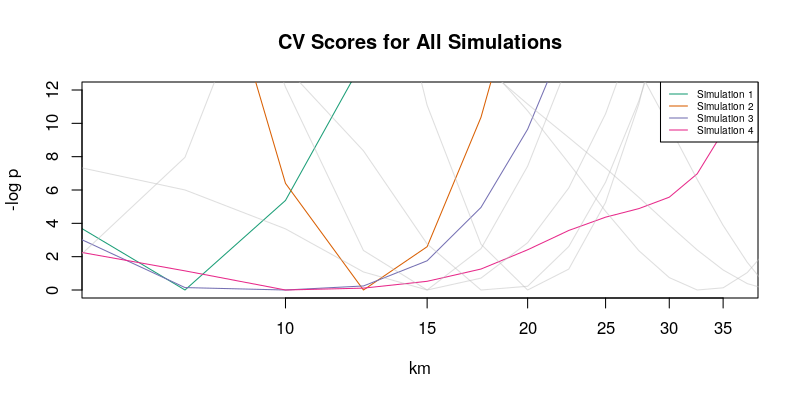 CV Scores for All Simulations
-log p
12
10
8
6
4
2
0
Simulation 1
Simulation 2
Simulation 3
Simulation 4
10 15 20 25 30 35
km